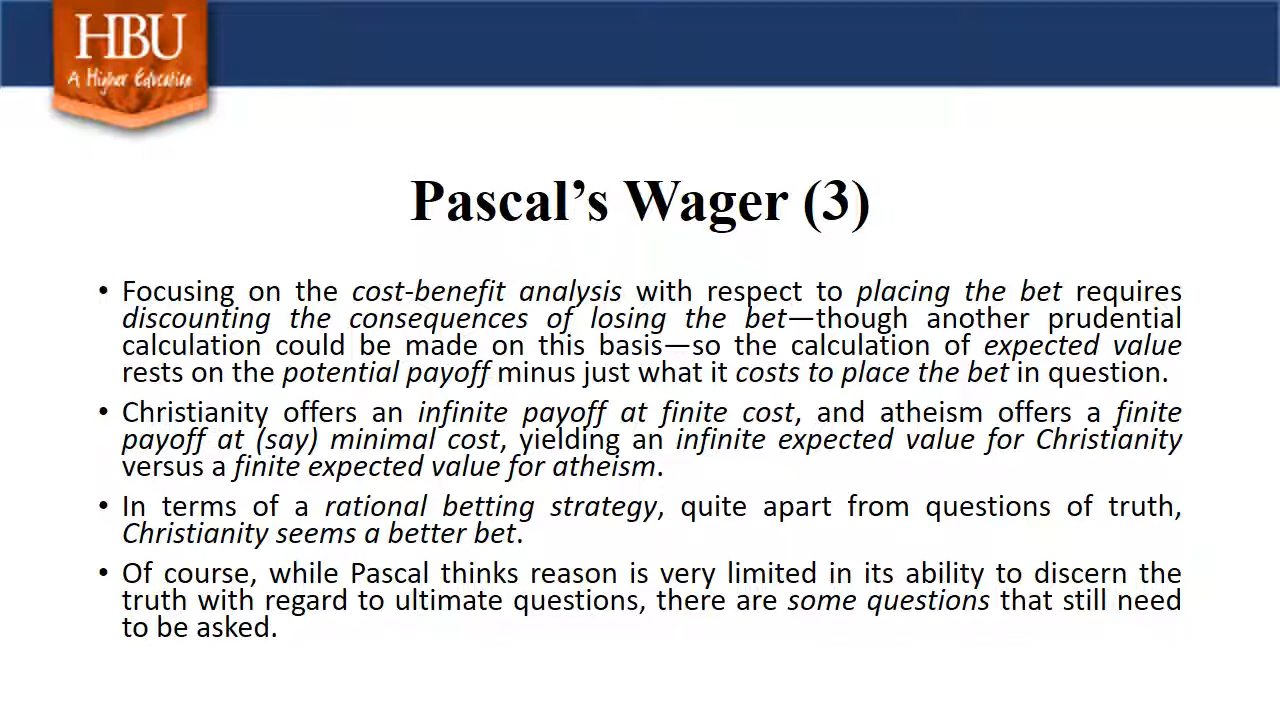 HBU
A Higher Education
Pascal’s Wager (3)
• Focusing on the cost-benefit analysis with respect to placing the bet requires
discounting the consequences of losing the bet—though another prudential
calculation could be made on this basis—so the calculation of expected value
rests on the potential payoff minus just what it costs to place the bet in question.
• Christianity offers an infinite payoff at finite cost, and atheism offers a finite
payoff at (say) minimal cost, yielding an infinite expected value for Christianity
versus a finite expected value for atheism.
• In terms of a rational betting strategy, quite apart from questions of truth,
Christianity seems a better bet.
• Of course, while Pascal thinks reason is very limited in its ability to discern the
truth with regard to ultimate questions, there are some questions that still need
to be asked.